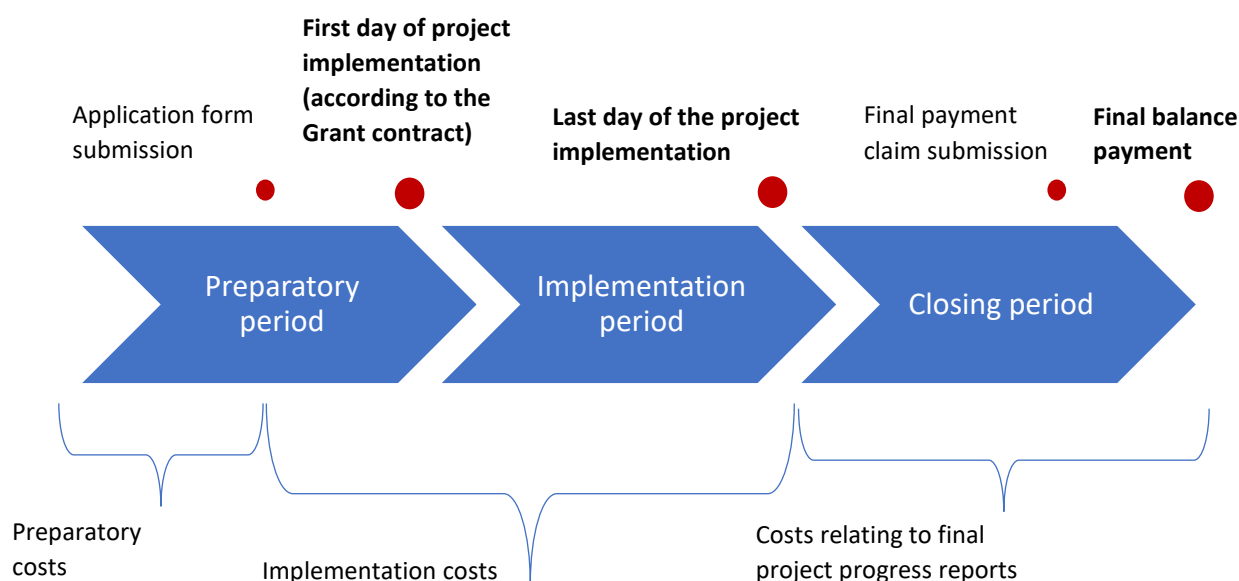 Application form
submission
First day of project
implementation
(according to the
Grant contract)
Last day of the project
implementation
Final payment
claim submission
Final balance
payment
Preparatory
period
Implementation
period
Closing period
Preparatory
costs
Implementation costs
Costs relating to final
project progress reports